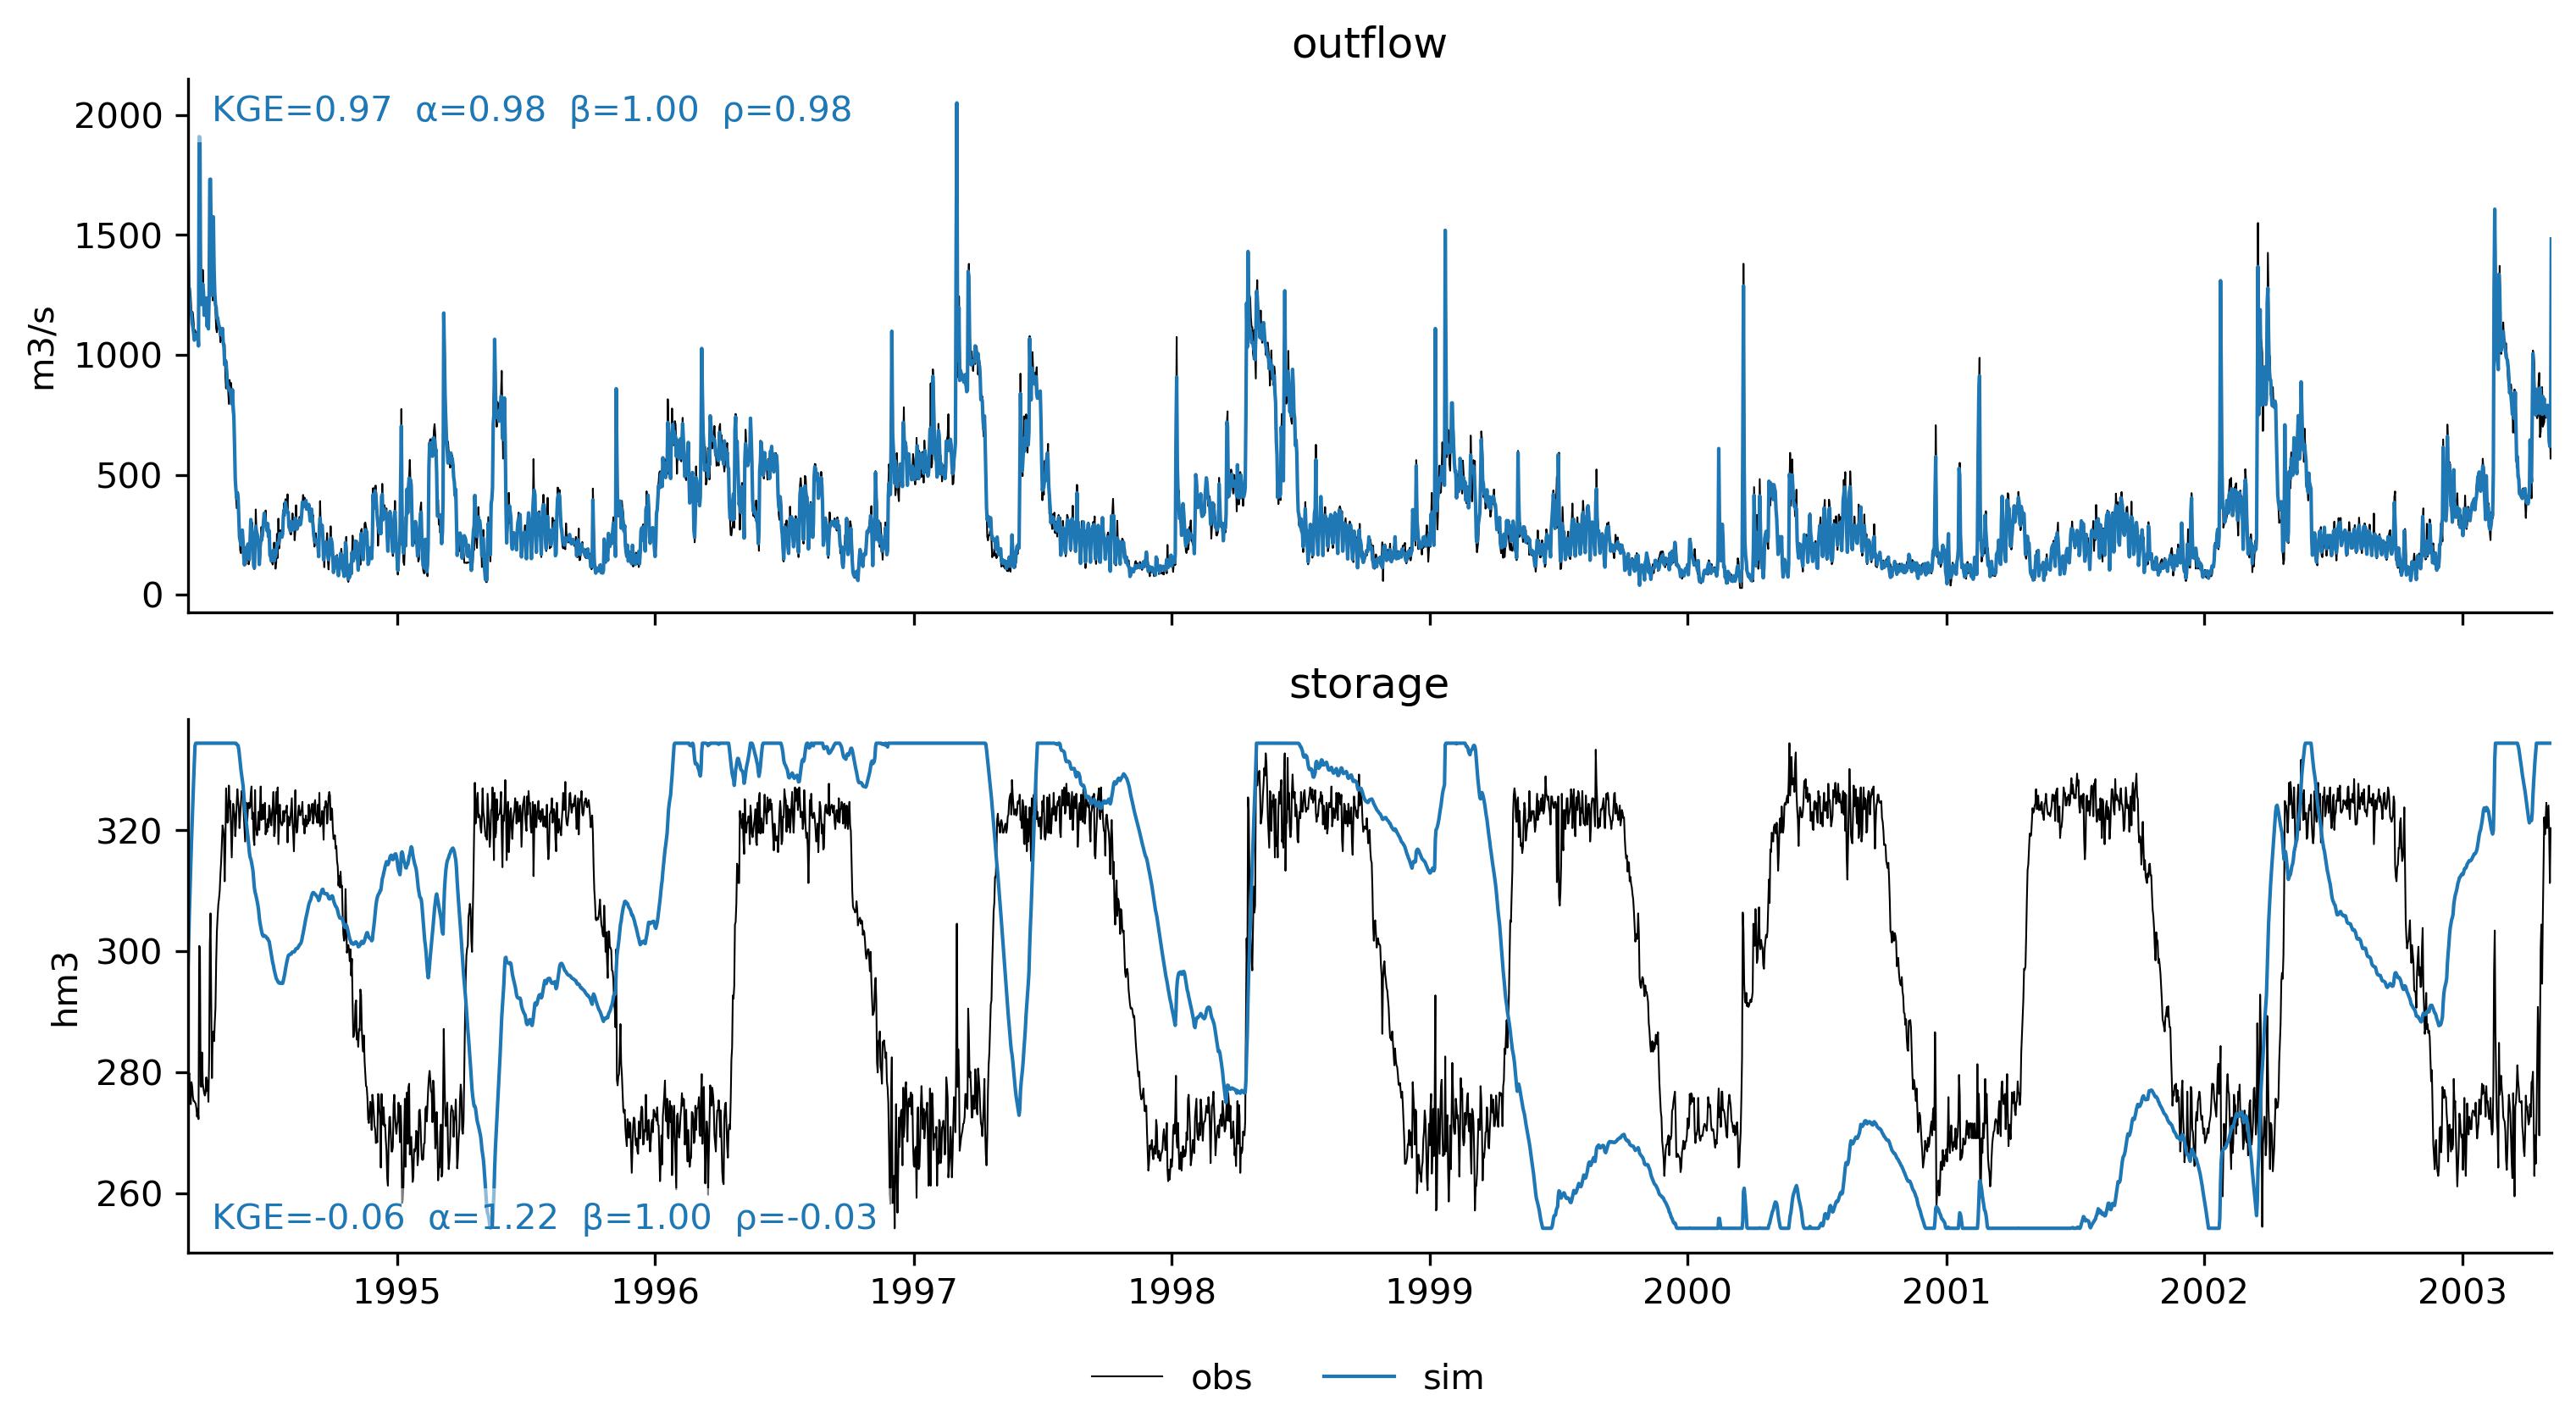 outflow
KGE=0.97 α=0.98 β=1.00 ρ=0.98
2000
1500
1000
500
0
m3/s
storage
320
300
280
260
hm3
KGE=-0.06 α=1.22 β=1.00 ρ=-0.03
1995 1996 1997 1998 1999 2000 2001 2002 2003
obs sim